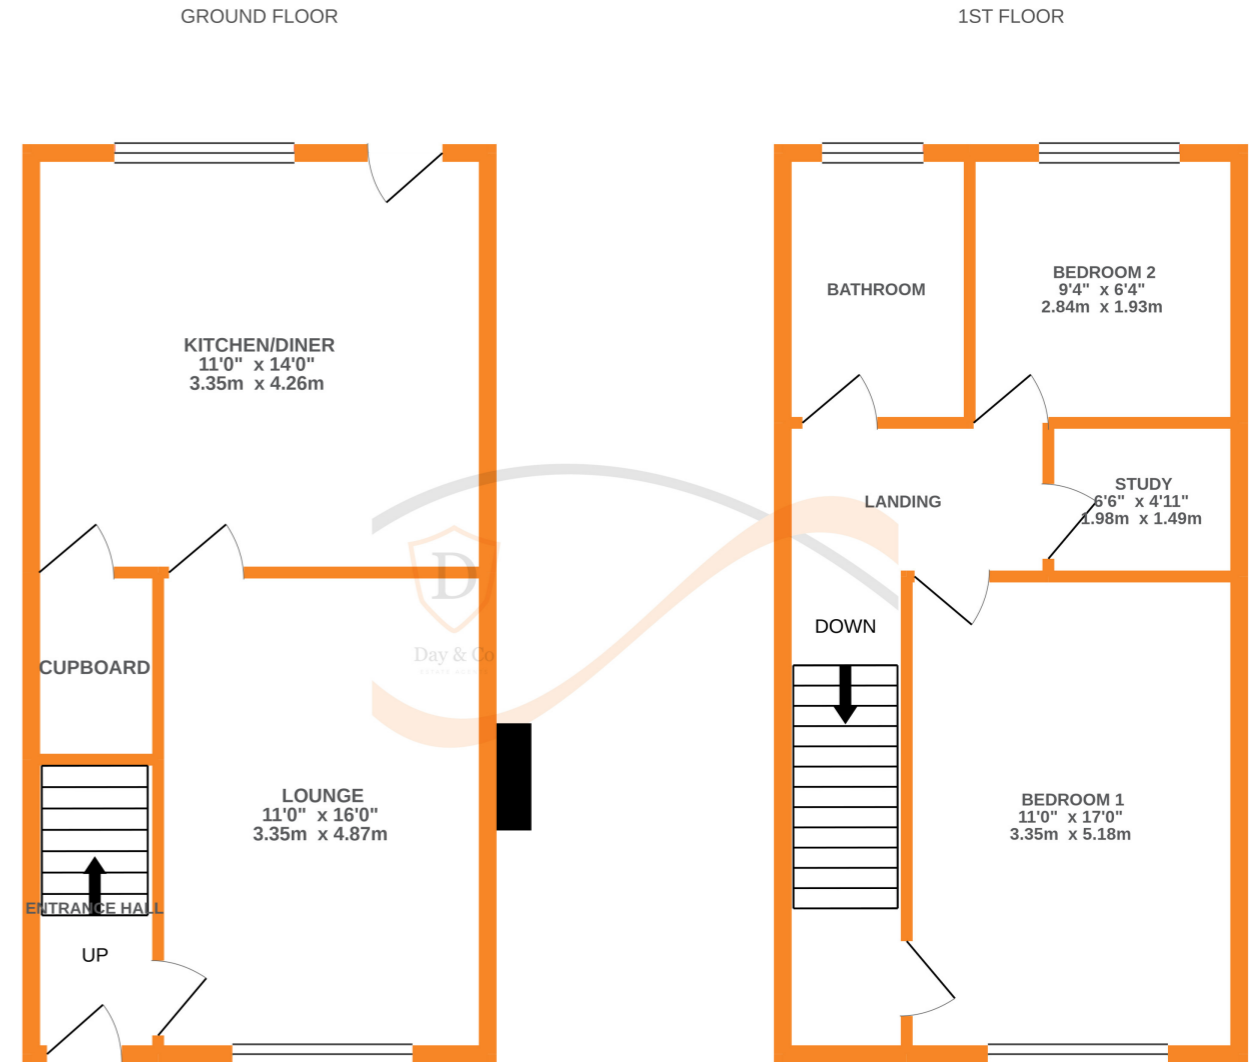 GROUND FLOOR
KITCHEN/DINER
11'0" x 14'0"
3.35m x 4.26m
CUPBOARD
D
Day & Co
LOUNGE
11'0" x 16'0"
3.35m x 4.87m
ENTRANCE HALL
UP
1ST FLOOR
BATHROOM
BEDROOM 2
9'4" x 6'4"
2.84m x 1.93m
LANDING
STUDY
6'6" x 4'11"
1.98m x 1.49m
DOWN
BEDROOM 1
11'0" x 17'0"
3.35m x 5.18m